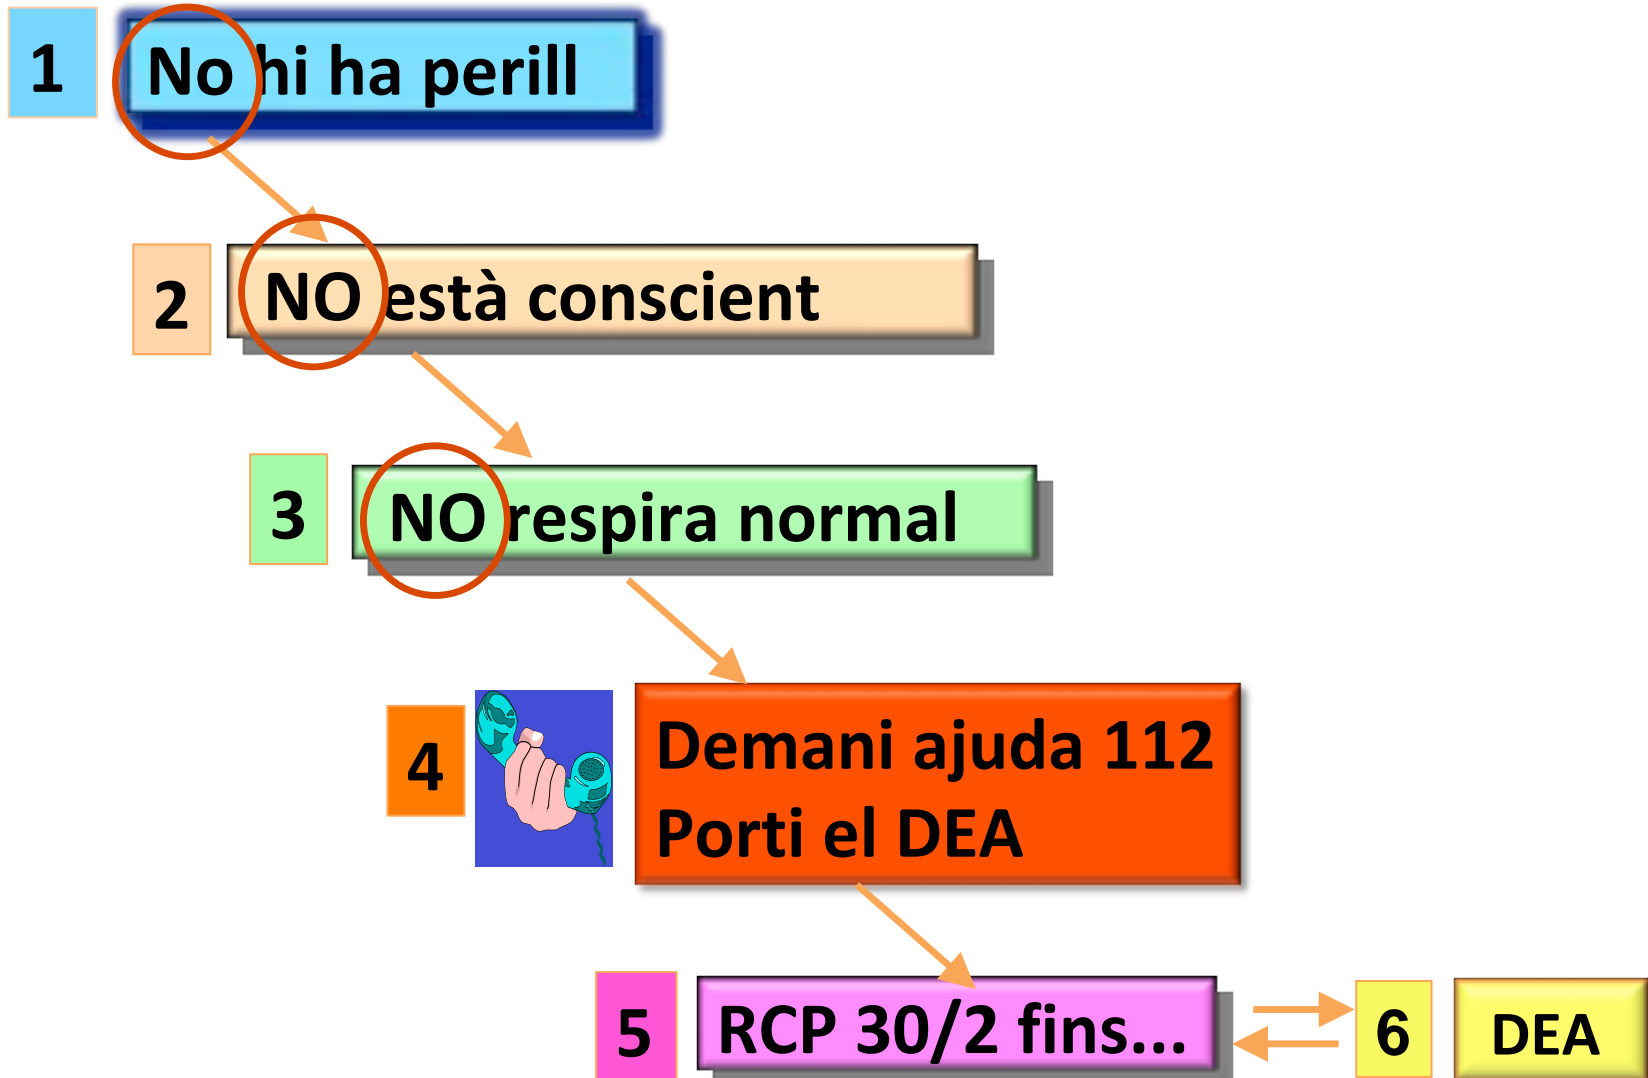 1 No hi ha perill
2 NO està conscient
3 NO respira normal
4 Demani ajuda 112
Porti el DEA
5 RCP 30/2 fins... 6 DEA